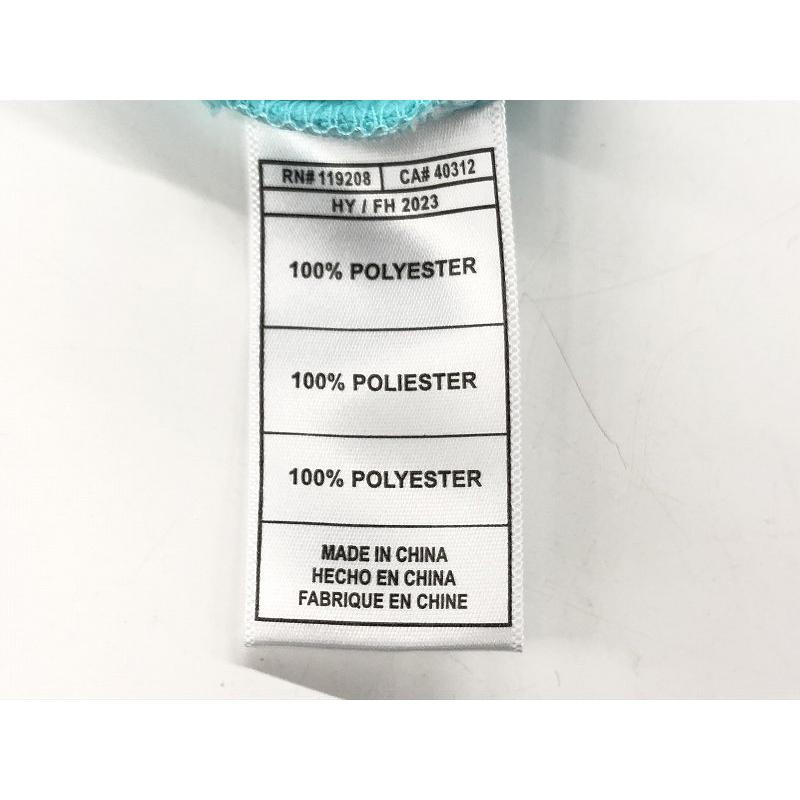 RN# 119208 CA# 40312
HY / FH 2023
100% POLYESTER
100% POLIESTER
100% POLYESTER
MADE IN CHINA
HECHO EN CHINA
FABRIQUE EN CHINE